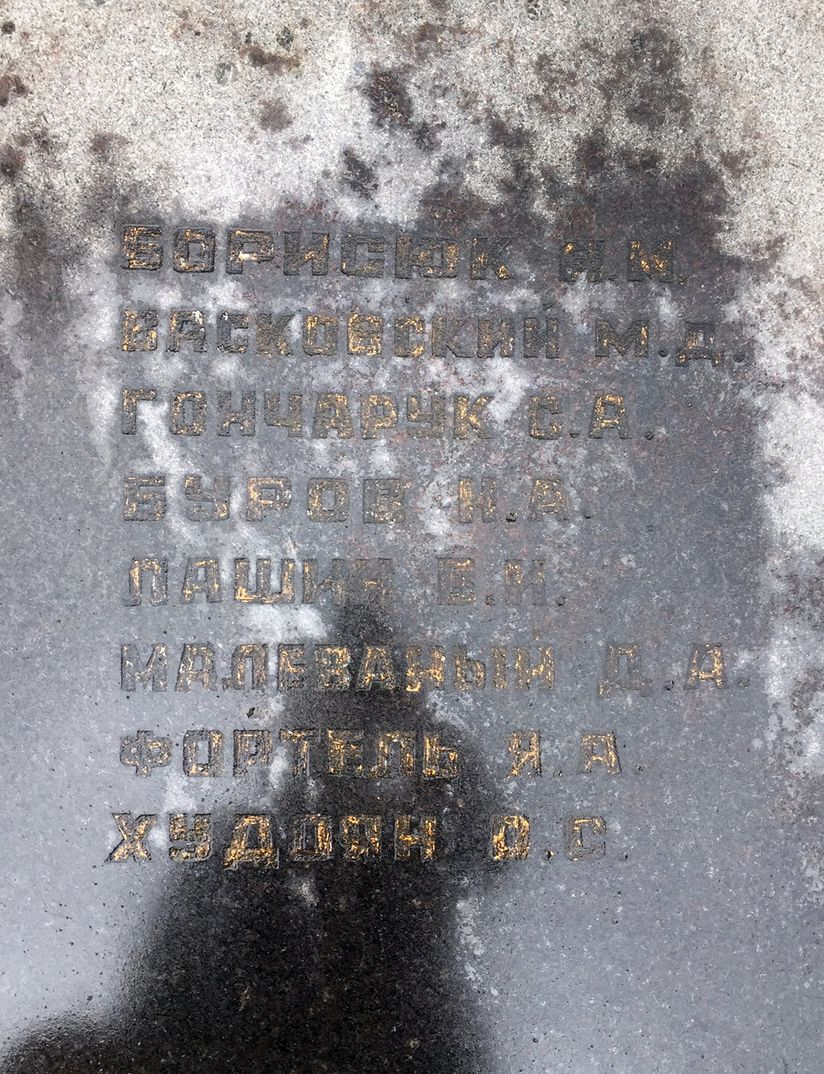 БОРИСЮК Н.М.
ВАСКОВСКИЙ М.Д.
ГОНЧАРУК С.А.
БУРОВ И.А.
ПАШИН В.И.
МАЛЕВАНЫЙ Д.А.
ФОРТЕЛЬ Я.А.
ХУДОЯН О.С.